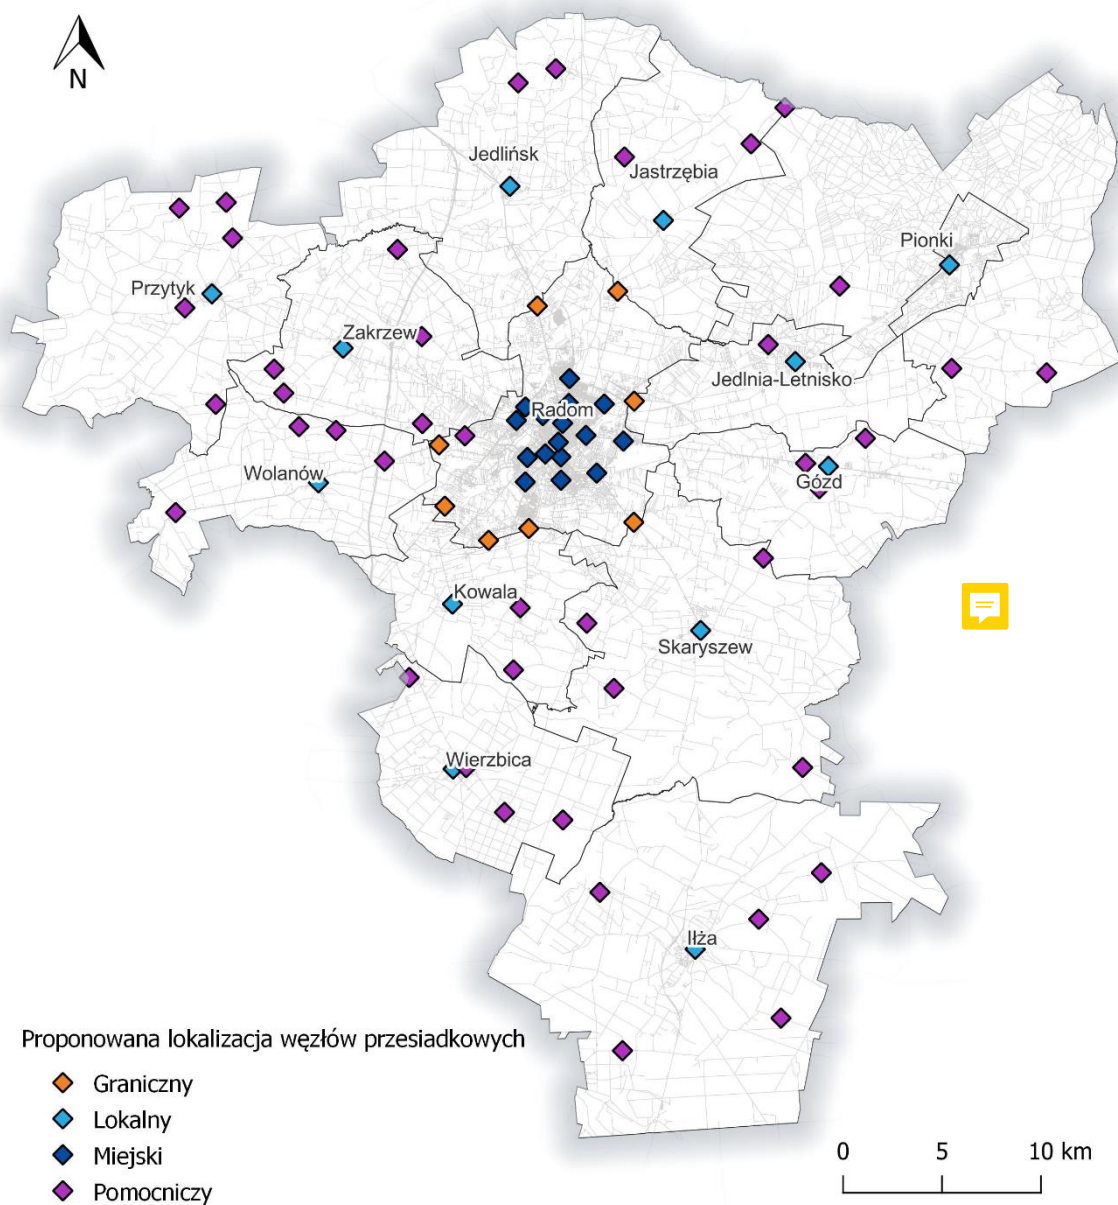 N
Jedlińsk
Jastrzębia
Pionki
Przytyk
Zakrzew
Jedlnia-Letnisko
Radom
Wolanów
Gózd
Kowala
Skaryszew
Wierzbica
Iłża
Proponowana lokalizacja węzłów przesiadkowych
Graniczny
Lokalny
Miejski
Pomocniczy
0 5 10 km